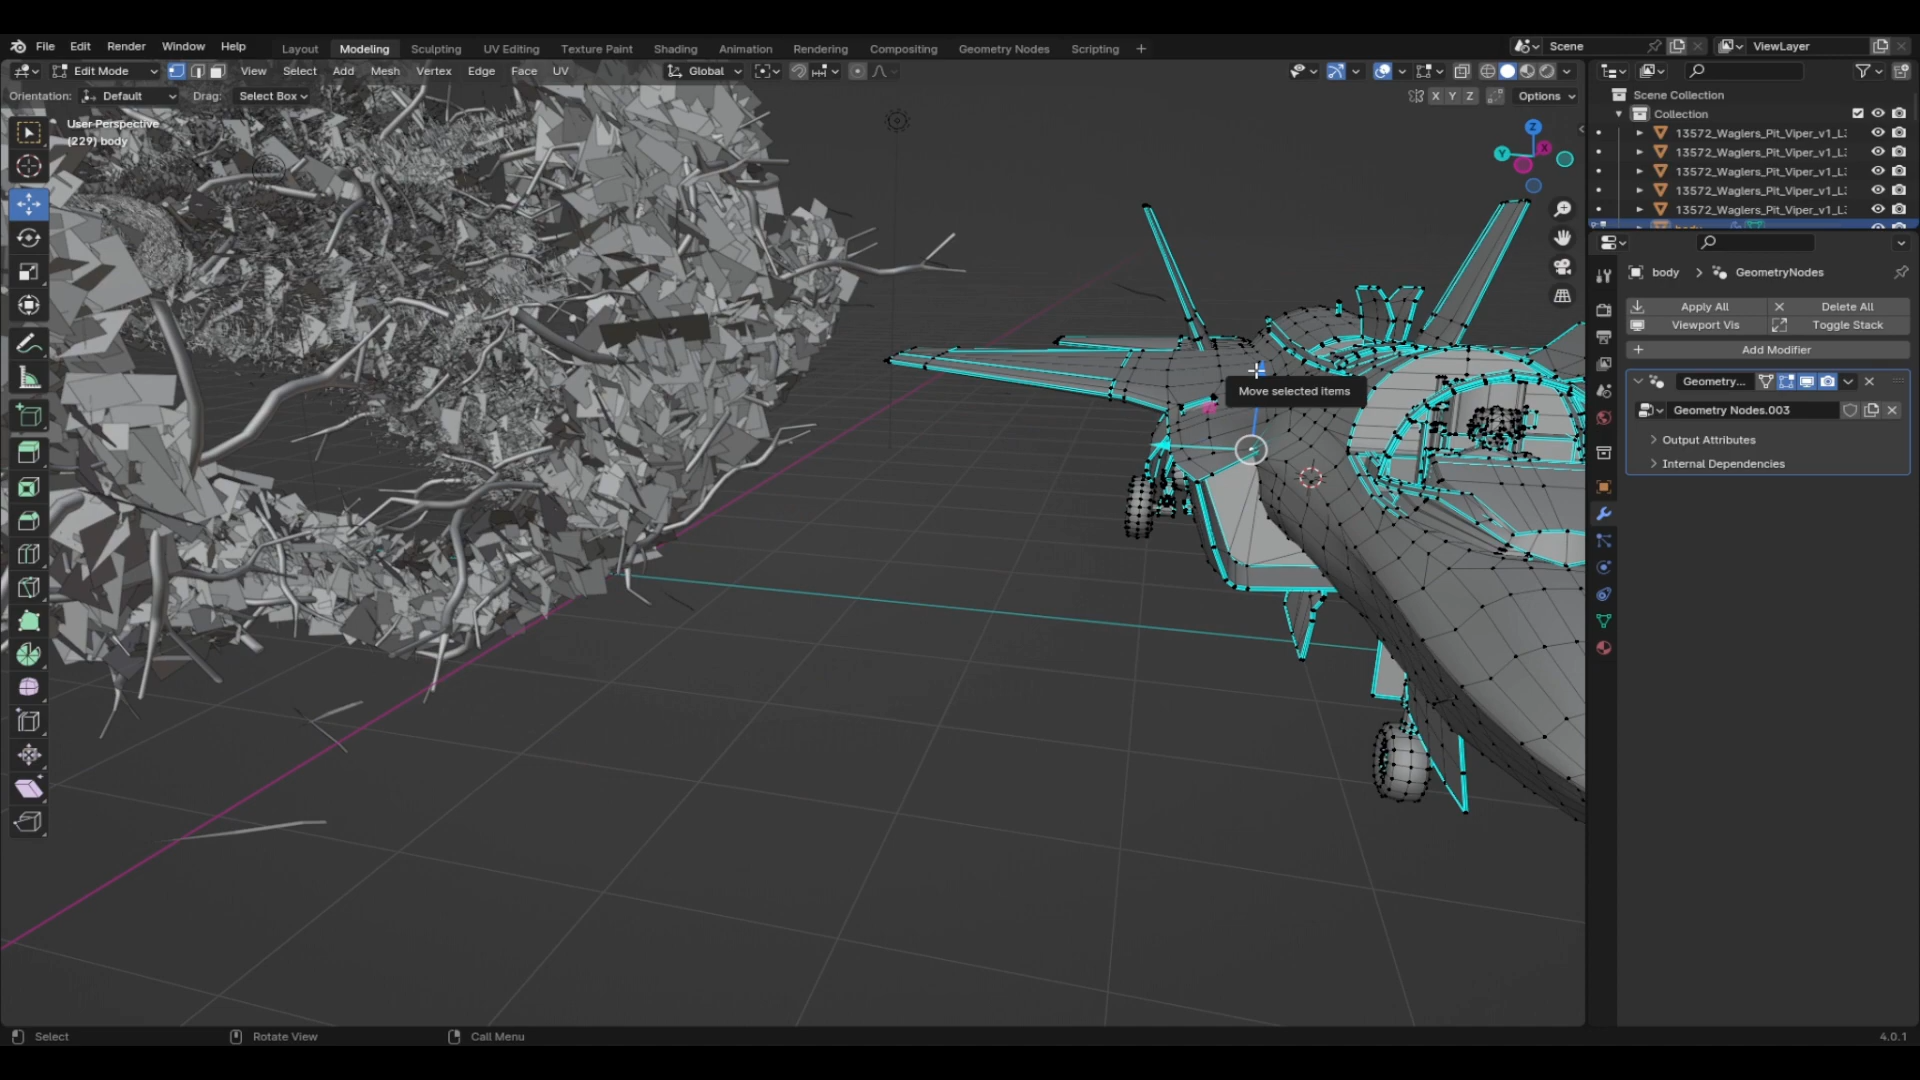 File Edit Render Window Help Layout Modeling Sculpting UV Editing Texture Paint Shading Animation Rendering Compositing Geometry Nodes Scripting + Scene ViewLayer
Edit Mode View Select Add Mesh Vertex Edge Face UV Global
Orientation: Default Drag: Select Box X Y Z Options
User Perspective
(229) body
Z
Y
X
Move selected items
Scene Collection
Collection
13572_Waglers_Pit_Viper_v1_L
13572_Waglers_Pit_Viper_v1_L
13572_Waglers_Pit_Viper_v1_L
13572_Waglers_Pit_Viper_v1_L
13572_Waglers_Pit_Viper_v1_L
body > GeometryNodes
Apply All Delete All
Viewport Vis Toggle Stack
Add Modifier
Geometry...
Geometry Nodes.003
Output Attributes
Internal Dependencies
Select Rotate View Call Menu 4.0.1